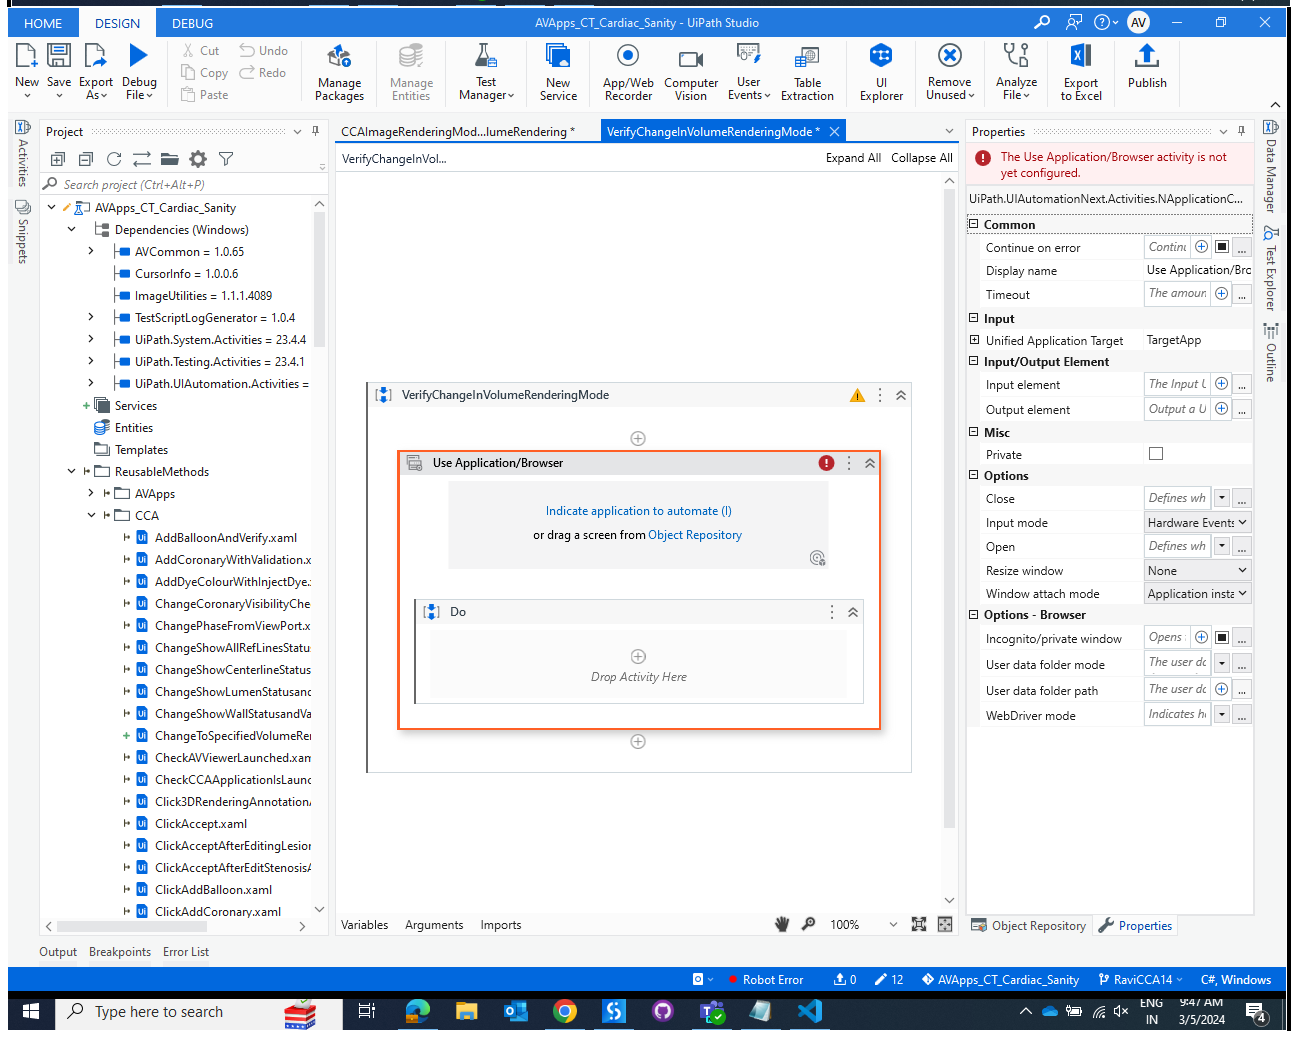 HOME
DESIGN
DEBUG
AVApps_CT_Cardiac_Sanity - UiPath Studio
AV
New
Save
Export As
Debug File
Cut
Copy
Paste
Undo
Redo
Manage Packages
Manage Entities
Test Manager
New Service
App/Web Recorder
Computer Vision
User Events
Table Extraction
UI Explorer
Remove Unused
Analyze File
Export to Excel
Publish
Activities
Snippets
Project
Search project (Ctrl+Alt+P)
AVApps_CT_Cardiac_Sanity
Dependencies (Windows)
AVCommon = 1.0.65
CursorInfo = 1.0.0.6
ImageUtilities = 1.1.1.4089
TestScriptLogGenerator = 1.0.4
UiPath.System.Activities = 23.4.4
UiPath.Testing.Activities = 23.4.1
UiPath.UIAutomation.Activities =
Services
Entities
Templates
ReusableMethods
AVApps
CCA
AddBalloonAndVerify.xaml
AddCoronaryWithValidation.x
AddDyeColourWithInjectDye.
ChangeCoronaryVisibilityChe
ChangePhaseFromViewPort.x
ChangeShowAllRefLinesStatu
ChangeShowCenterlineStatus
ChangeShowLumenStatusand
ChangeShowWallStatusandVa
ChangeToSpecifiedVolumeRe
CheckAVViewerLaunched.xam
CheckCCAApplicationIsLaunc
Click3DRenderingAnnotation
ClickAccept.xaml
ClickAcceptAfterEditingLesior
ClickAcceptAfterEditStenosis
ClickAddBalloon.xaml
ClickAddCoronary.xaml
Output
Breakpoints
Error List
CCAImageRenderingMod...lumeRendering *
VerifyChangeInVolumeRenderingMode *
VerifyChangeInVol...
Expand All
Collapse All
VerifyChangeInVolumeRenderingMode
Use Application/Browser
Indicate application to automate (I)
or drag a screen from Object Repository
Do
Drop Activity Here
Variables
Arguments
Imports
100%
Properties
The Use Application/Browser activity is not
yet configured.
UiPath.UIAutomationNext.Activities.NApplicationC...
Common
Continue on error
Continu
...
Display name
Use Application/Brc
Timeout
The amour
...
Input
Unified Application Target
TargetApp
Input/Output Element
Input element
The Input U
...
Output element
Output a U
...
Misc
Private
Options
Close
Defines wh
...
Input mode
Hardware Events
Open
Defines wh
...
Resize window
None
Window attach mode
Application insta
Options - Browser
Incognito/private window
Opens
...
User data folder mode
The user dc
...
User data folder path
The user dc
...
WebDriver mode
Indicates h
...
Object Repository
Properties
Data Manager
Test Explorer
Outline
Robot Error
0
12
AVApps_CT_Cardiac_Sanity
RaviCCA14
C#, Windows
Type here to search
ENG
IN
9:47 AM
3/5/2024
4